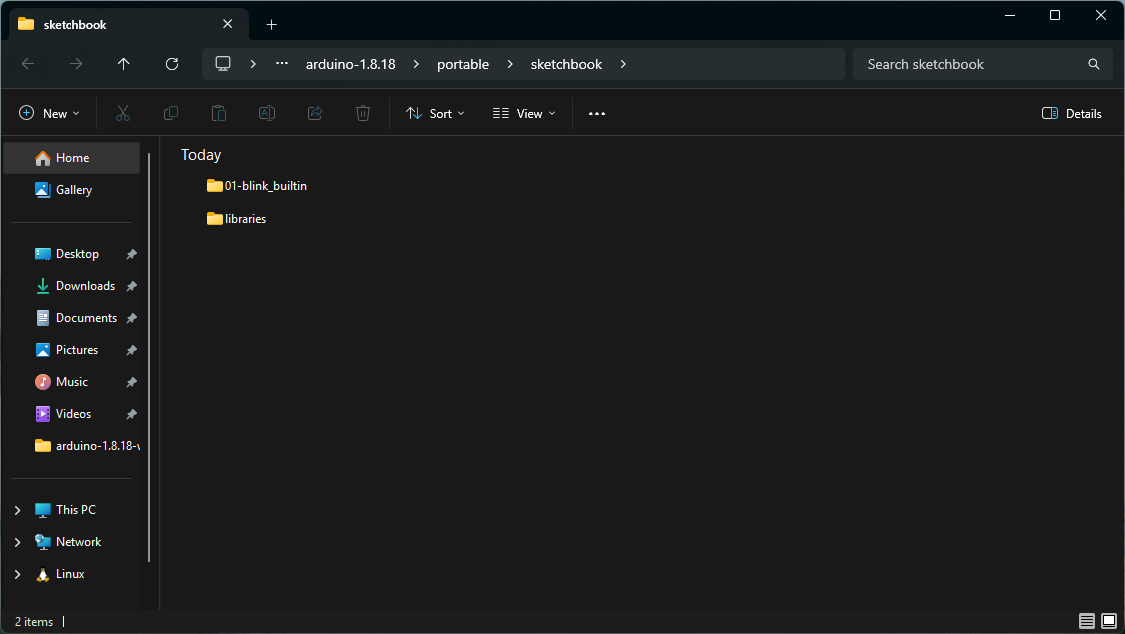 sketchbook
arduino-1.8.18 portable sketchbook
Search sketchbook
New Sort View Details
Home
Gallery
Desktop
Downloads
Documents
Pictures
Music
Videos
arduino-1.8.18-
This PC
Network
Linux
Today
01-blink_builtin
libraries
2 items